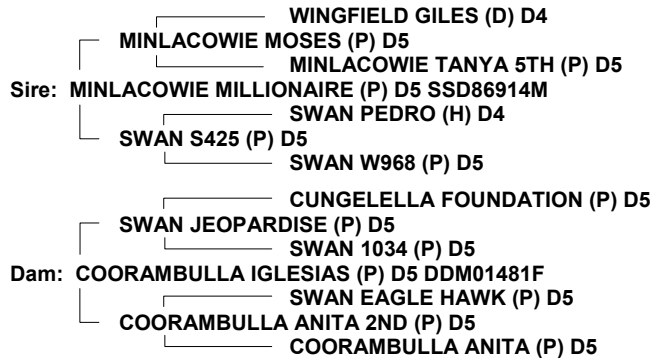 WINGFIELD GILES (D) D4
MINLACOWIE MOSES (P) D5
MINLACOWIE TANYA 5TH (P) D5
Sire: MINLACOWIE MILLIONAIRE (P) D5 SSD86914M
SWAN PEDRO (H) D4
SWAN S425 (P) D5
SWAN W968 (P) D5
CUNGELELLA FOUNDATION (P) D5
SWAN JEOPARDISE (P) D5
SWAN 1034 (P) D5
Dam: COORAMBULLA IGLESIAS (P) D5 DDM01481F
SWAN EAGLE HAWK (P) D5
COORAMBULLA ANITA 2ND (P) D5
COORAMBULLA ANITA (P) D5